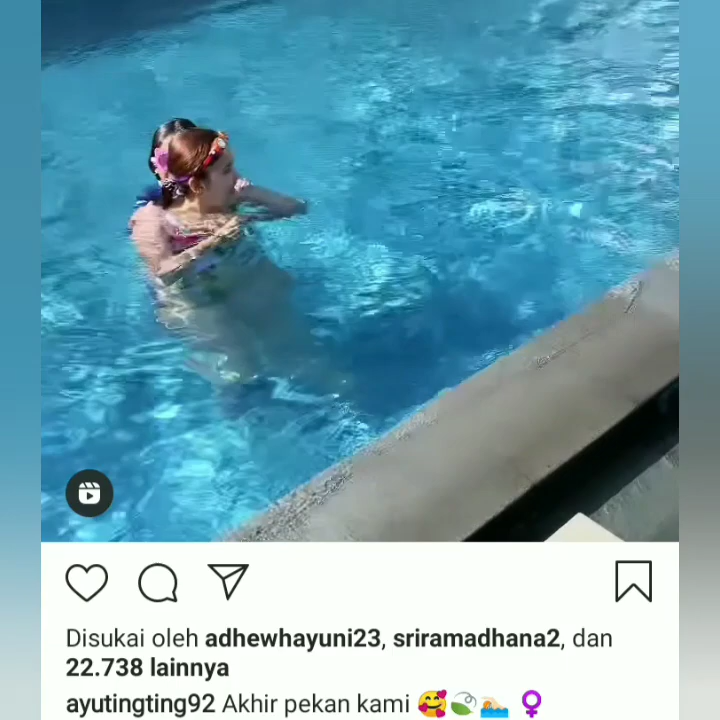 Disukai oleh adhewhayuni23, sriramadhana2, dan
22.738 lainnya
ayutingting92 Akhir pekan kami 🥰🍃🏊‍♀